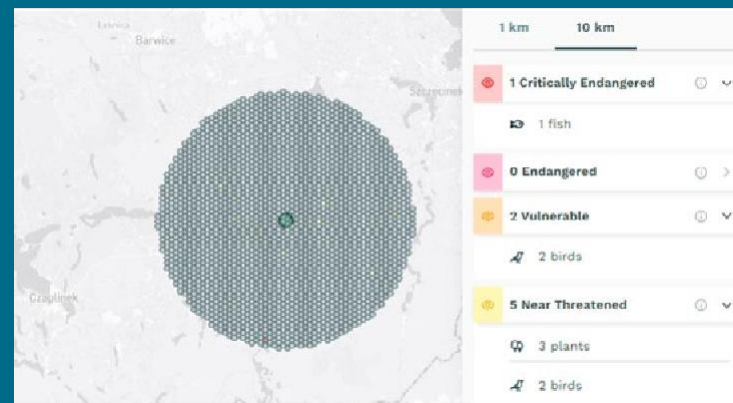 Barwice
Szczecinek
Czaplinek
1 km
10 km
1 Critically Endangered
1 fish
0 Endangered
2 Vulnerable
2 birds
5 Near Threatened
3 plants
2 birds